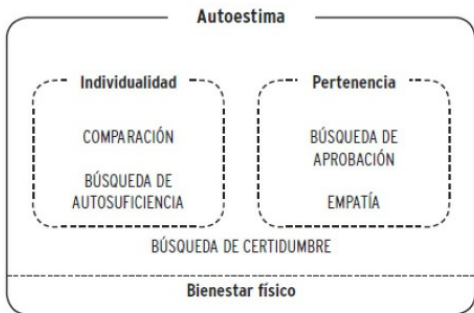 Autoestima
Individualidad
COMPARACIÓN
BÚSQUEDA DE
AUTOSUFICIENCIA
Pertenencia
BÚSQUEDA DE
APROBACIÓN
EMPATÍA
BÚSQUEDA DE CERTIDUMBRE
Bienestar físico